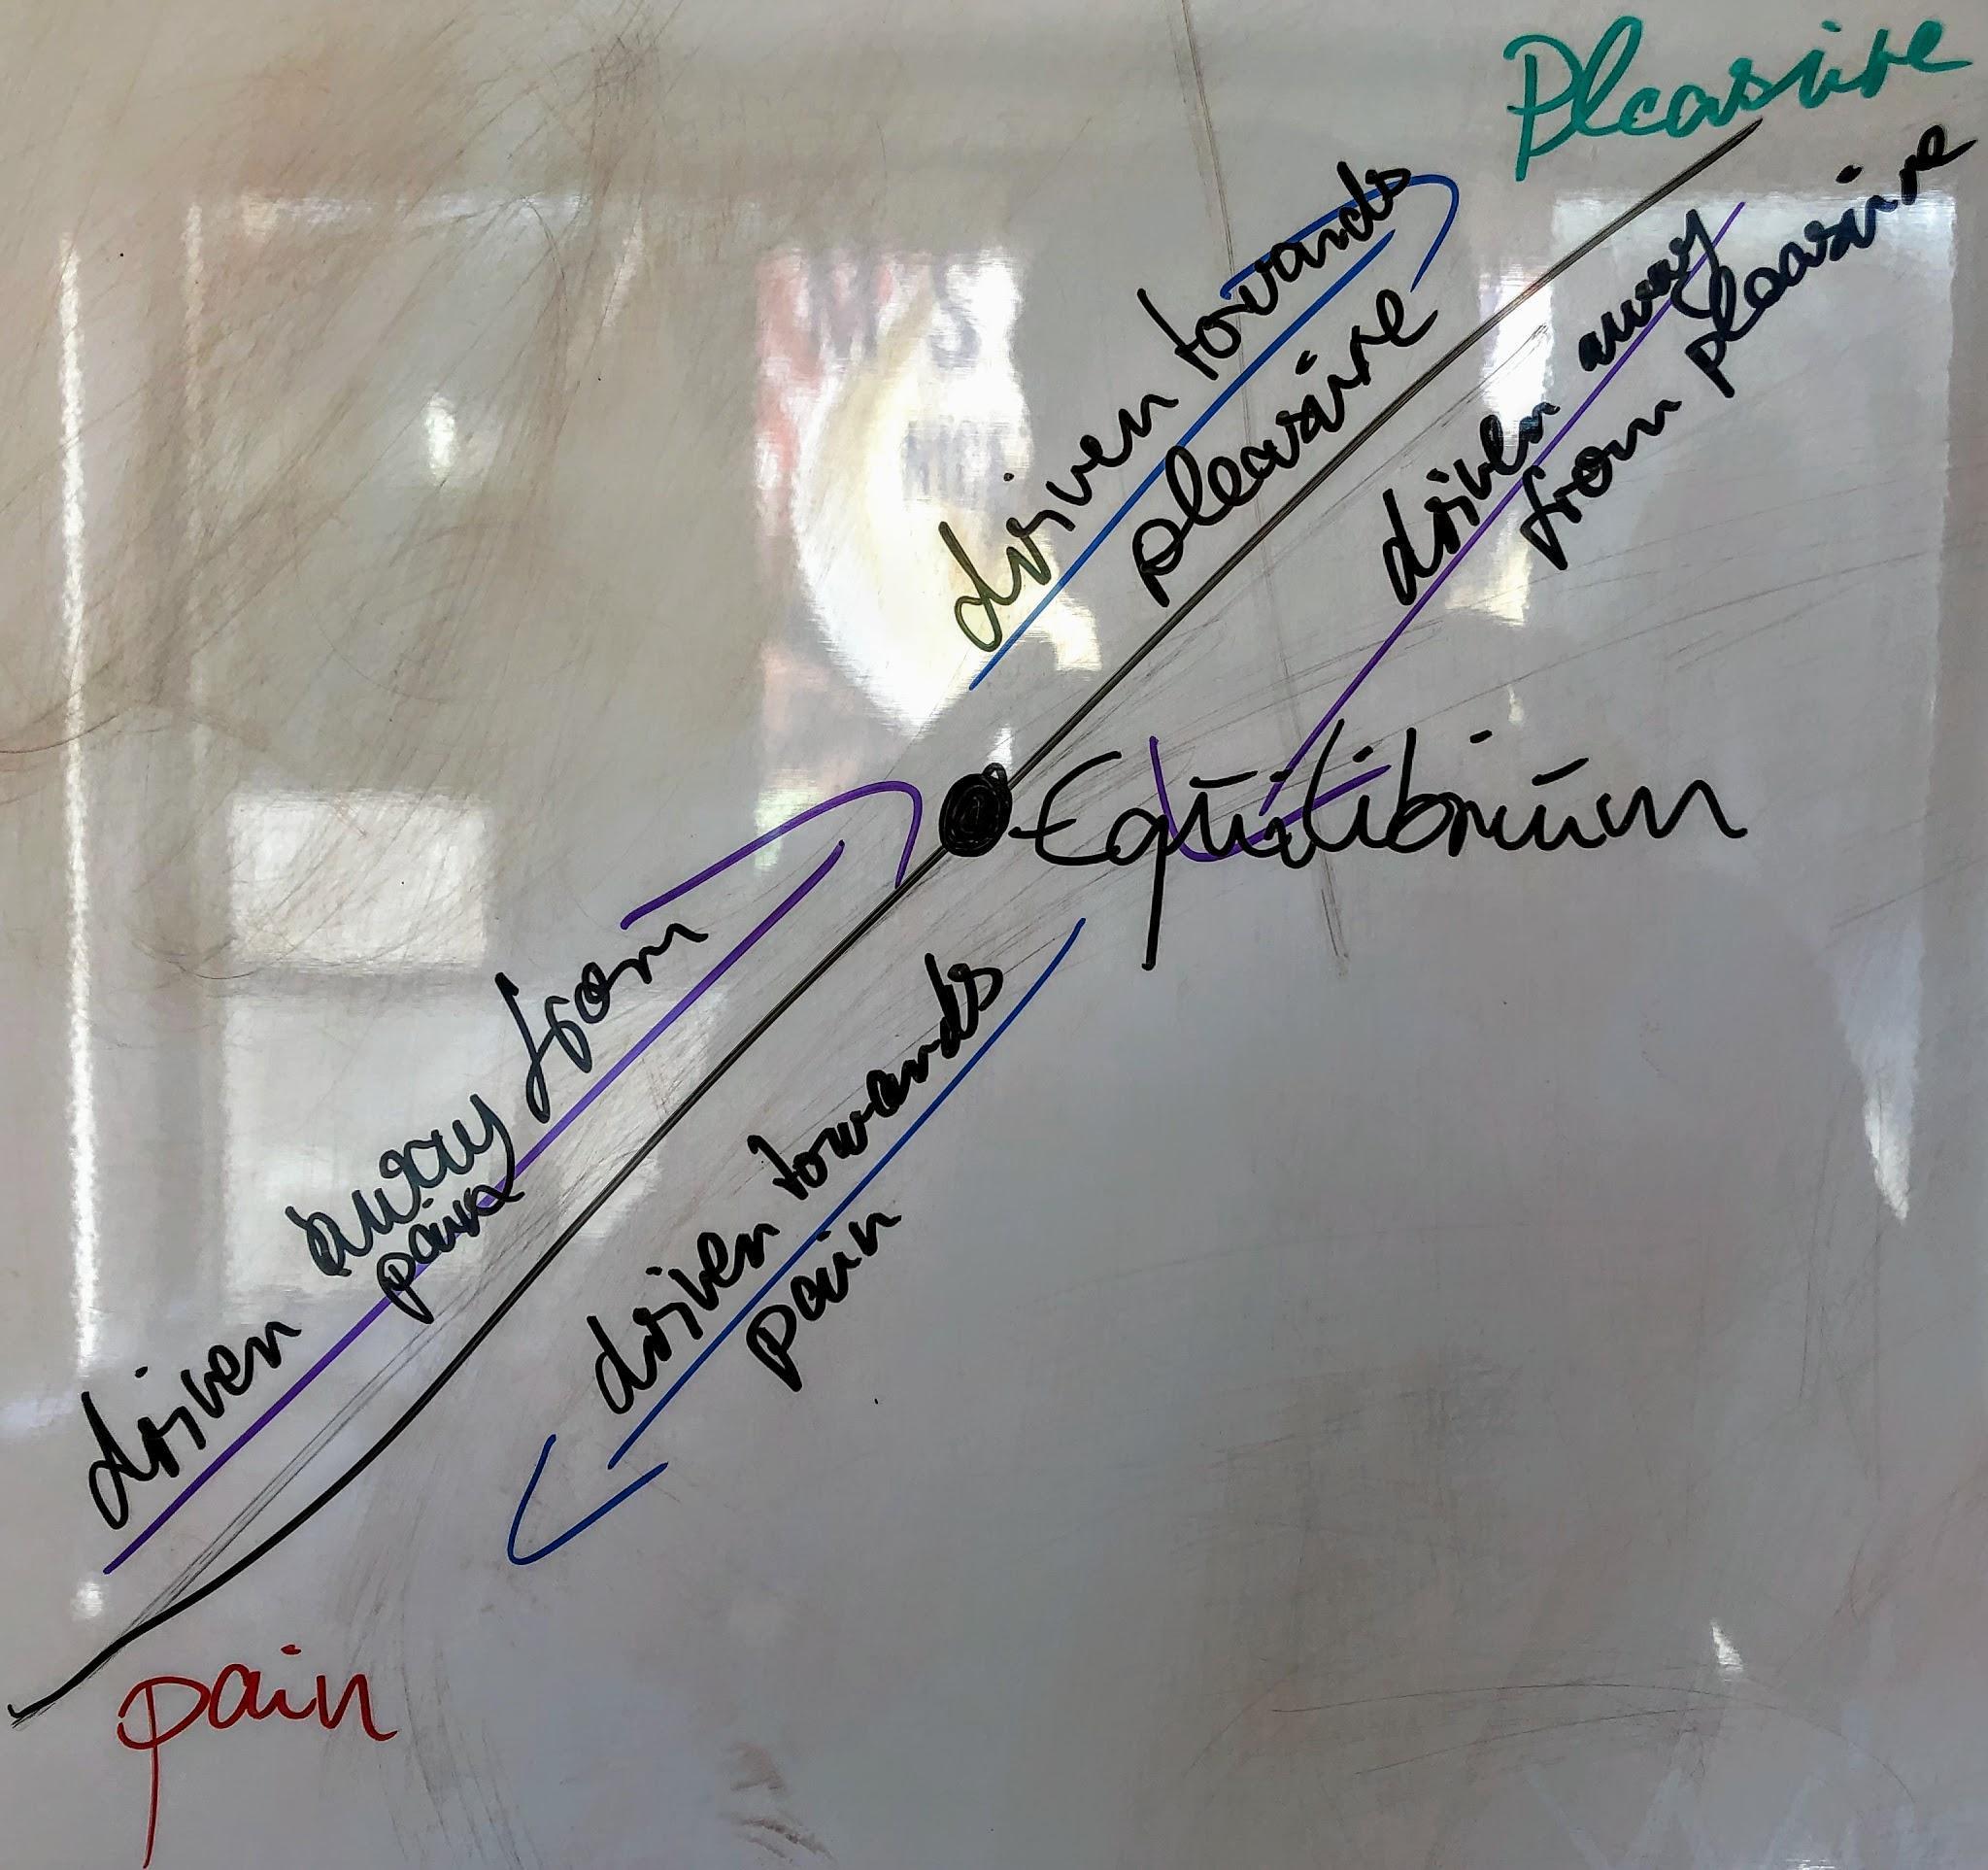 Pleasure
driven towards
pleasure
driven away
from pleasure
Equilibrium
driven away from
pain
driven towards
pain
pain